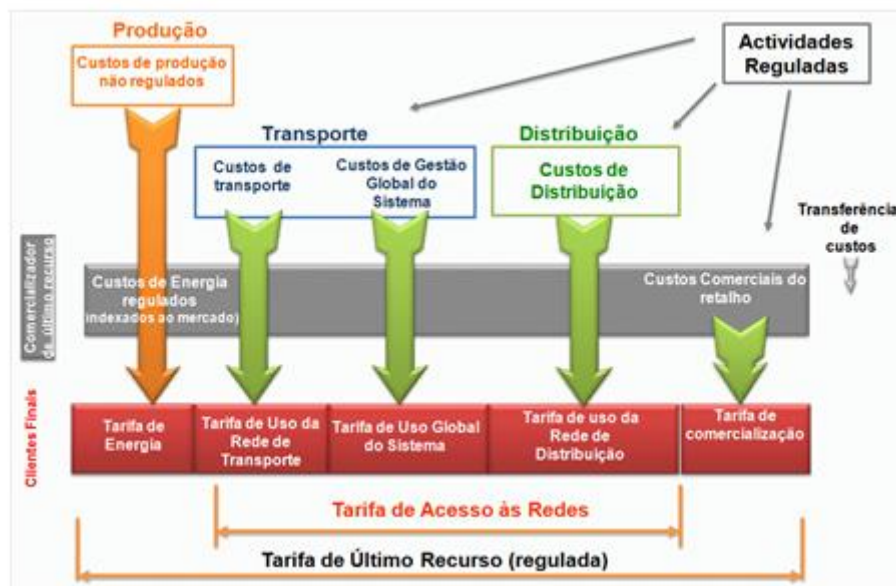 Produção
Custos de produção
não regulados
Actividades
Reguladas
Transporte
Custos de
transporte
Custos de Gestão
Global do
Sistema
Distribuição
Custos de
Distribuição
Transferência
de
custos
Comercializador
de último recurso
Custos de Energia
regulados
(indexados ao mercado)
Custos Comerciais do
retalho
Clientes Finais
Tarifa de
Energia
Tarifa de Uso da
Rede de
Transporte
Tarifa de Uso Global
do Sistema
Tarifa de uso da
Rede de
Distribuição
Tarifa de
comercialização
Tarifa de Acesso às Redes
Tarifa de Último Recurso (regulada)